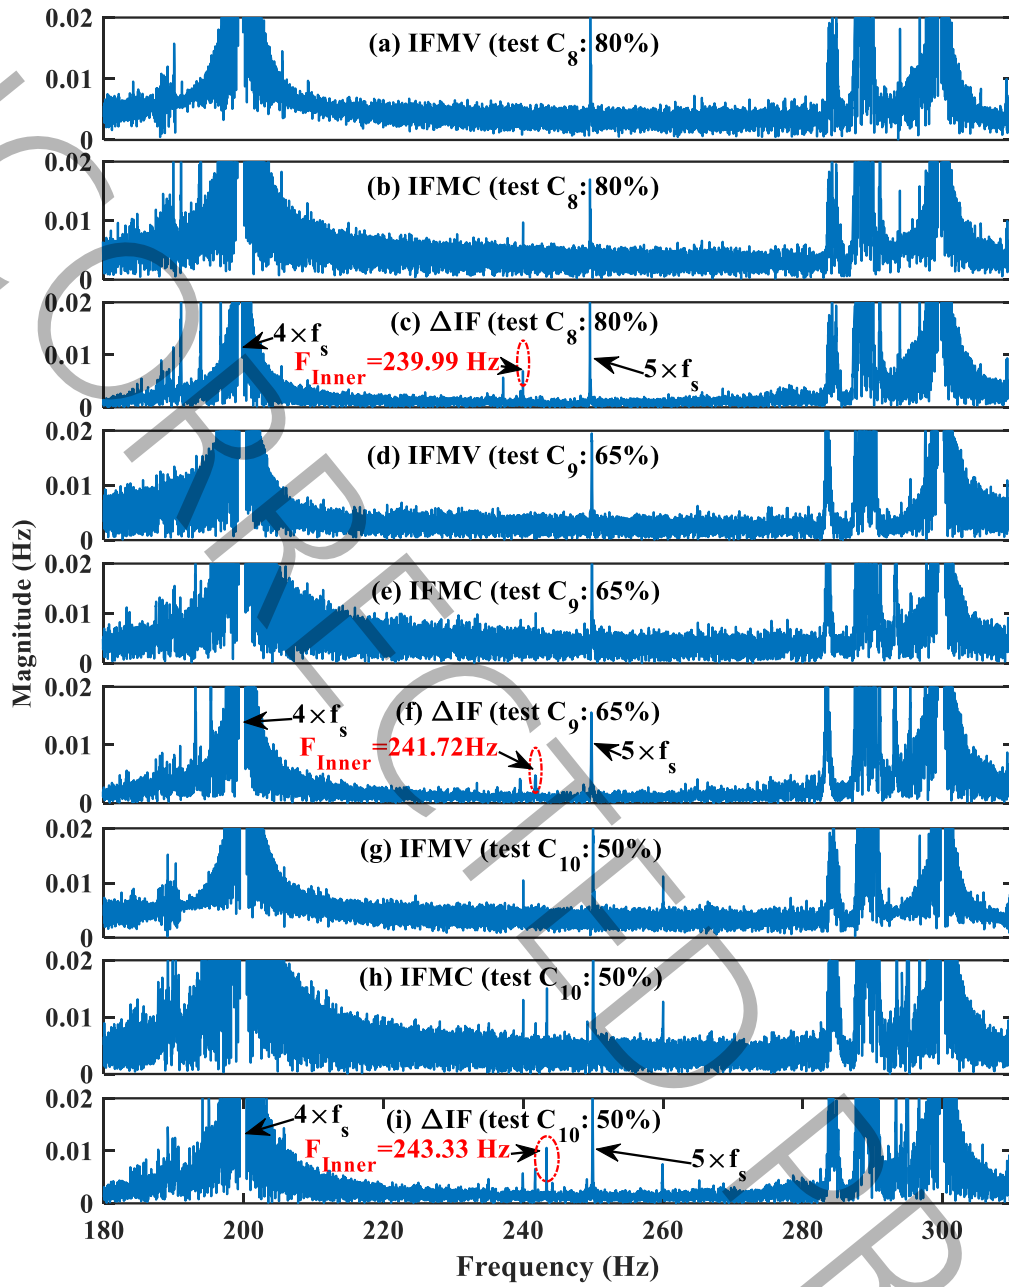 0.02
(a) IFMV (test C8: 80%)
0.01
0
0.02
(b) IFMC (test C8: 80%)
0.01
0
0.02
(c) ΔIF (test C8: 80%)
4×fs
0.01
FInner=239.99 Hz
5×fs
0
0.02
(d) IFMV (test C9: 65%)
0.01
0
0.02
(e) IFMC (test C9: 65%)
0.01
0
0.02
(f) ΔIF (test C9: 65%)
4×fs
0.01
FInner=241.72Hz
5×fs
0
0.02
(g) IFMV (test C10: 50%)
0.01
0
0.02
(h) IFMC (test C10: 50%)
0.01
0
0.02
(i) ΔIF (test C10: 50%)
4×fs
0.01
FInner=243.33 Hz
5×fs
0
180 200 220 240 260 280 300
Frequency (Hz)
Magnitude (Hz)
CORRECTED PR